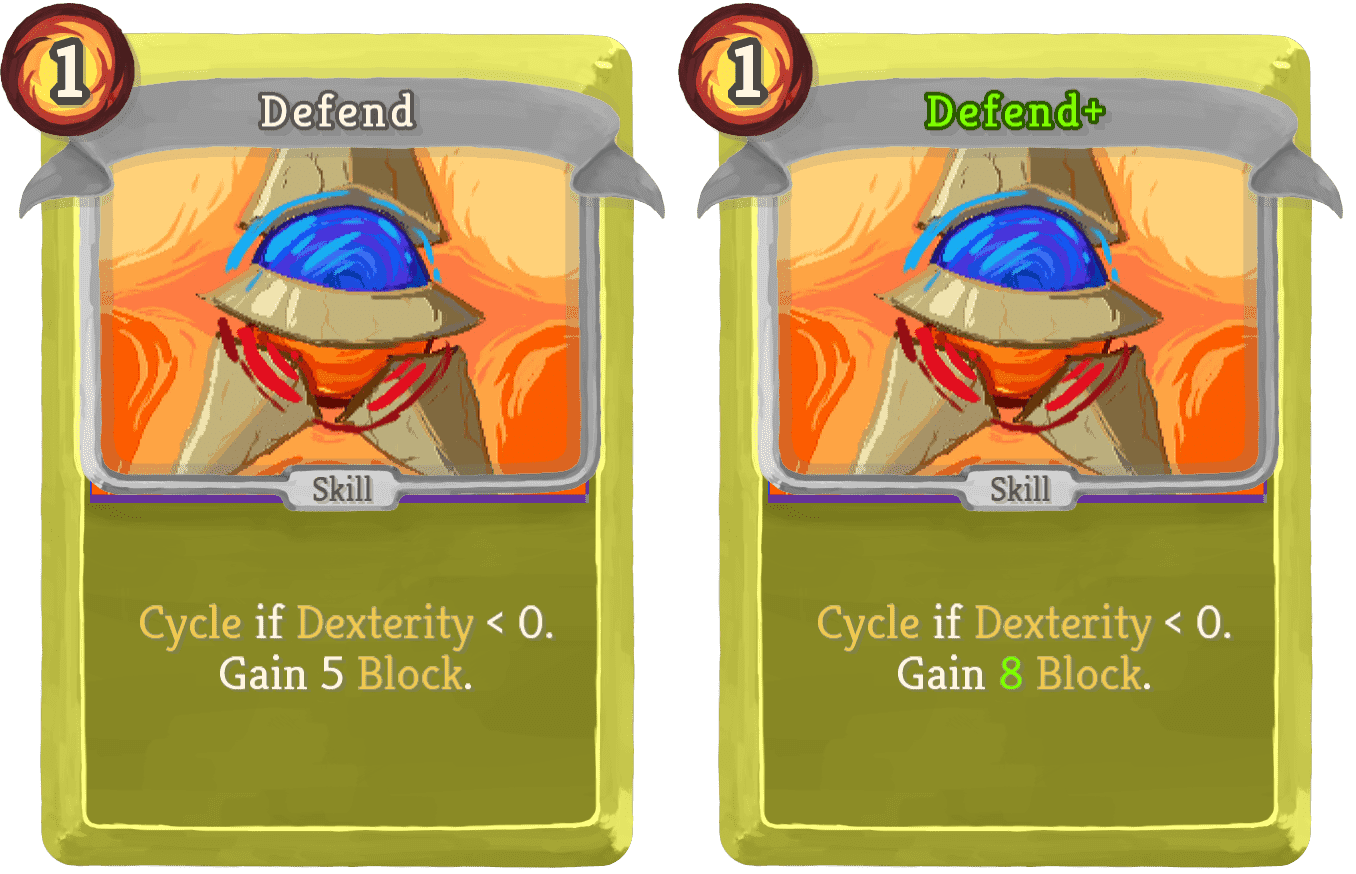 1
Defend
Skill
Cycle if Dexterity < 0.
Gain 5 Block.
1
Defend+
Skill
Cycle if Dexterity < 0.
Gain 8 Block.